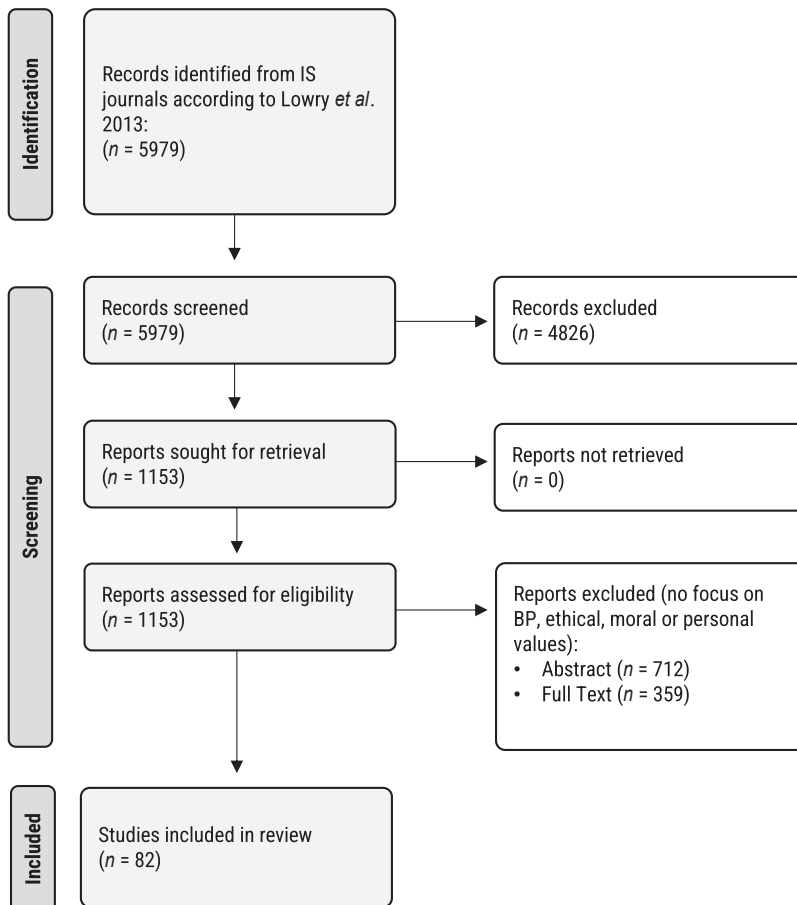 Identification
Records identified from IS
journals according to Lowry et al.
2013:
(n = 5979)
Screening
Records screened
(n = 5979)
Records excluded
(n = 4826)
Reports sought for retrieval
(n = 1153)
Reports not retrieved
(n = 0)
Reports assessed for eligibility
(n = 1153)
Reports excluded (no focus on
BP, ethical, moral or personal
values):
• Abstract (n = 712)
• Full Text (n = 359)
Included
Studies included in review
(n = 82)